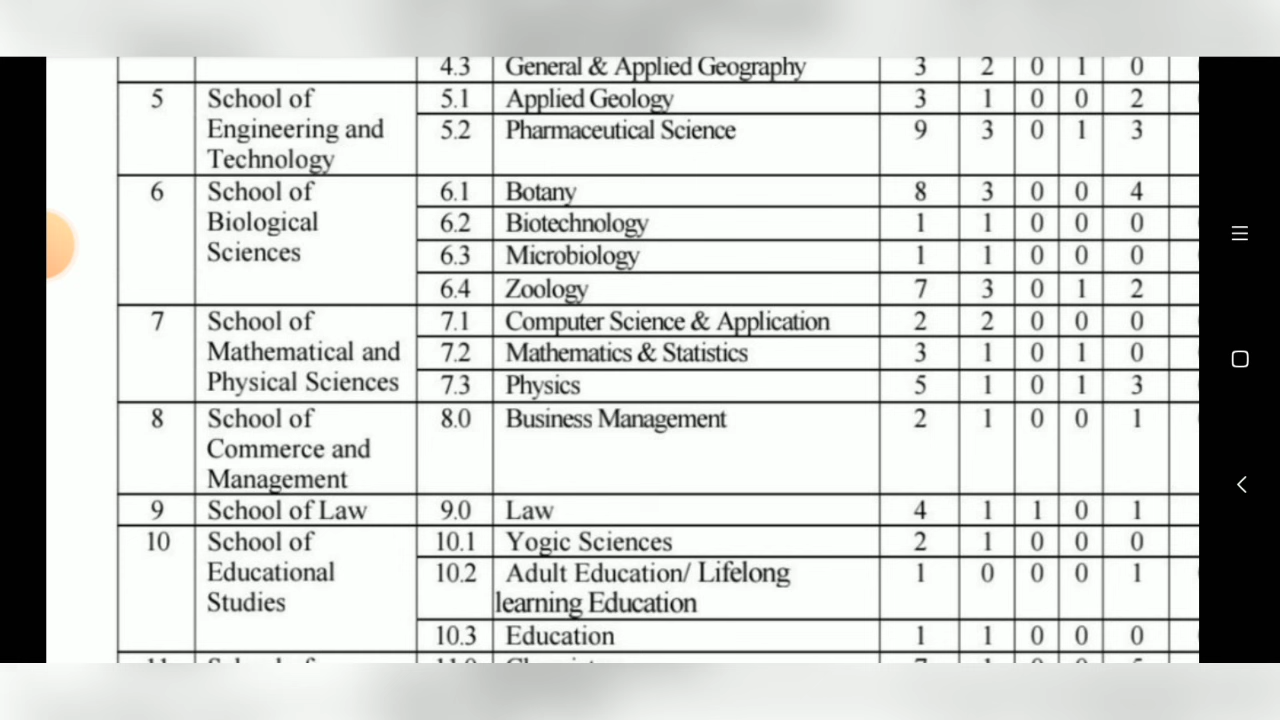 4.3 General & Applied Geography 3 2 0 1 0
5 School of 5.1 Applied Geology 3 1 0 0 2
Engineering and 5.2 Pharmaceutical Science 9 3 0 1 3
Technology
6 School of 6.1 Botany 8 3 0 0 4
Biological 6.2 Biotechnology 1 1 0 0 0
Sciences 6.3 Microbiology 1 1 0 0 0
6.4 Zoology 7 3 0 1 2
7 School of 7.1 Computer Science & Application 2 2 0 0 0
Mathematical and 7.2 Mathematics & Statistics 3 1 0 1 0
Physical Sciences 7.3 Physics 5 1 0 1 3
8 School of 8.0 Business Management 2 1 0 0 1
Commerce and
Management
9 School of Law 9.0 Law 4 1 1 0 1
10 School of 10.1 Yogic Sciences 2 1 0 0 0
Educational 10.2 Adult Education/ Lifelong 1 0 0 0 1
Studies learning Education
10.3 Education 1 1 0 0 0